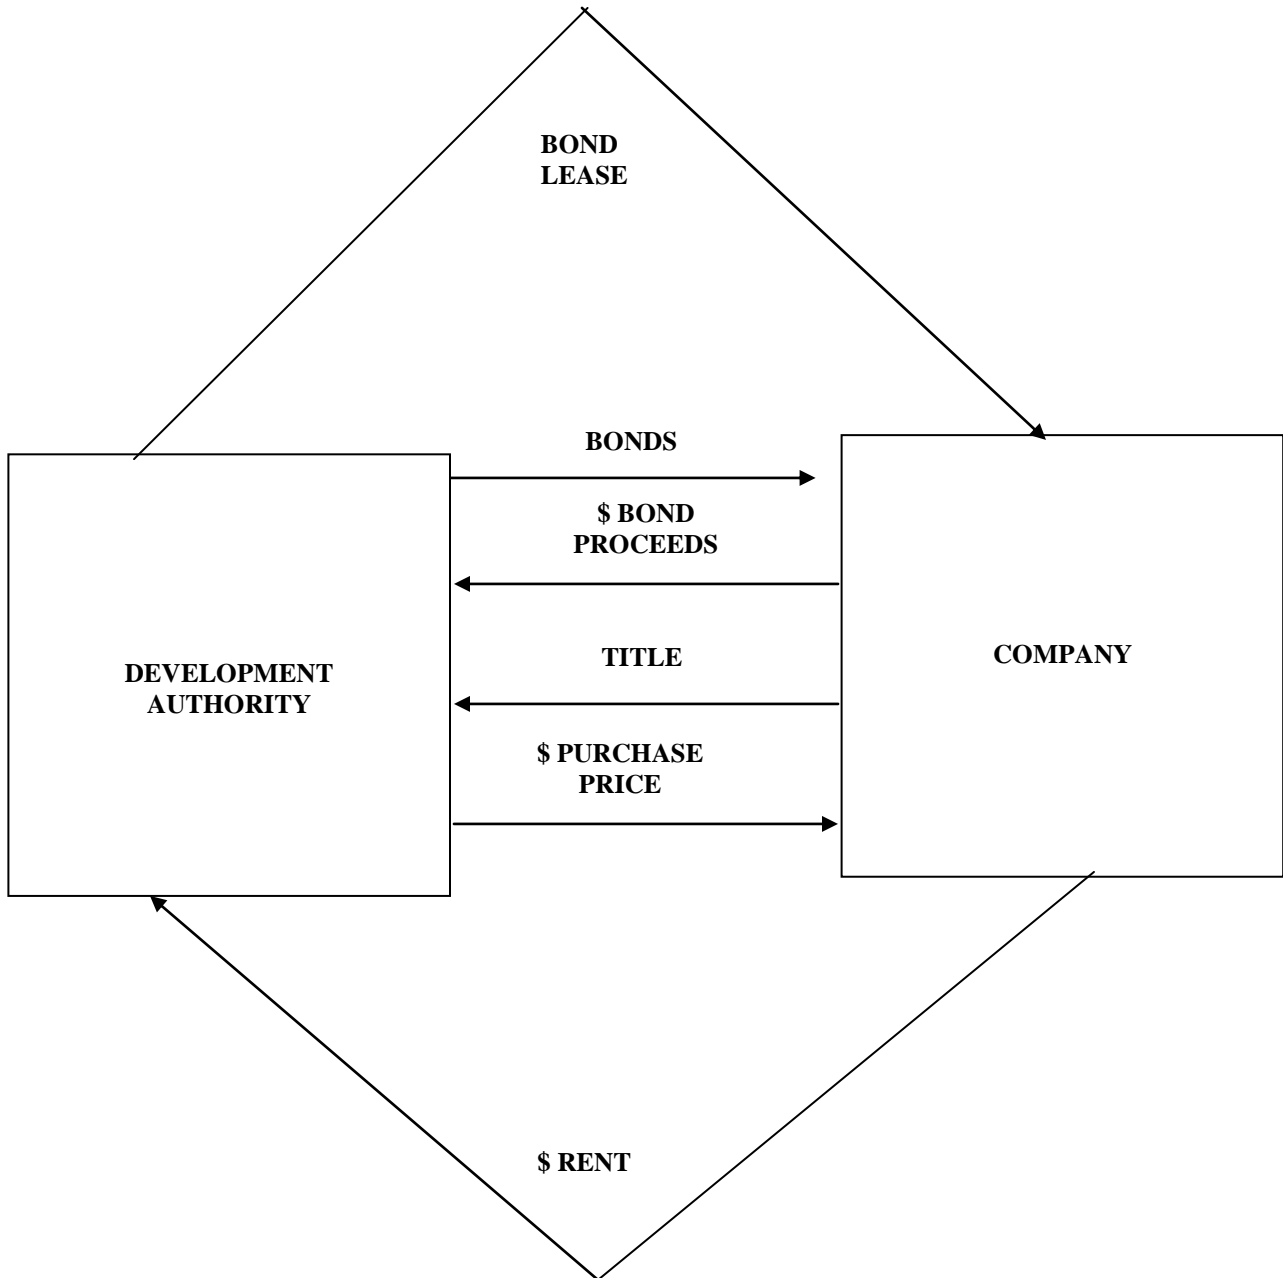 BOND
LEASE
BONDS
$ BOND
PROCEEDS
TITLE
COMPANY
DEVELOPMENT
AUTHORITY
$ PURCHASE
PRICE
$ RENT